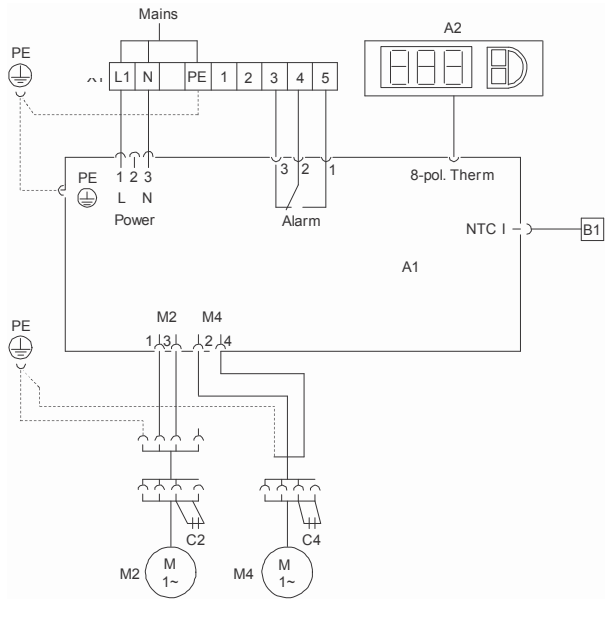 Mains
PE
A2
L1 N PE 1 2 3 4 5
3 2 1
PE 1 2 3
8-pol. Therm
L N
Power
Alarm
NTC I
B1
A1
M2 M4
PE
1 3 2 4
C2
C4
M2 M 1~
M4 M 1~